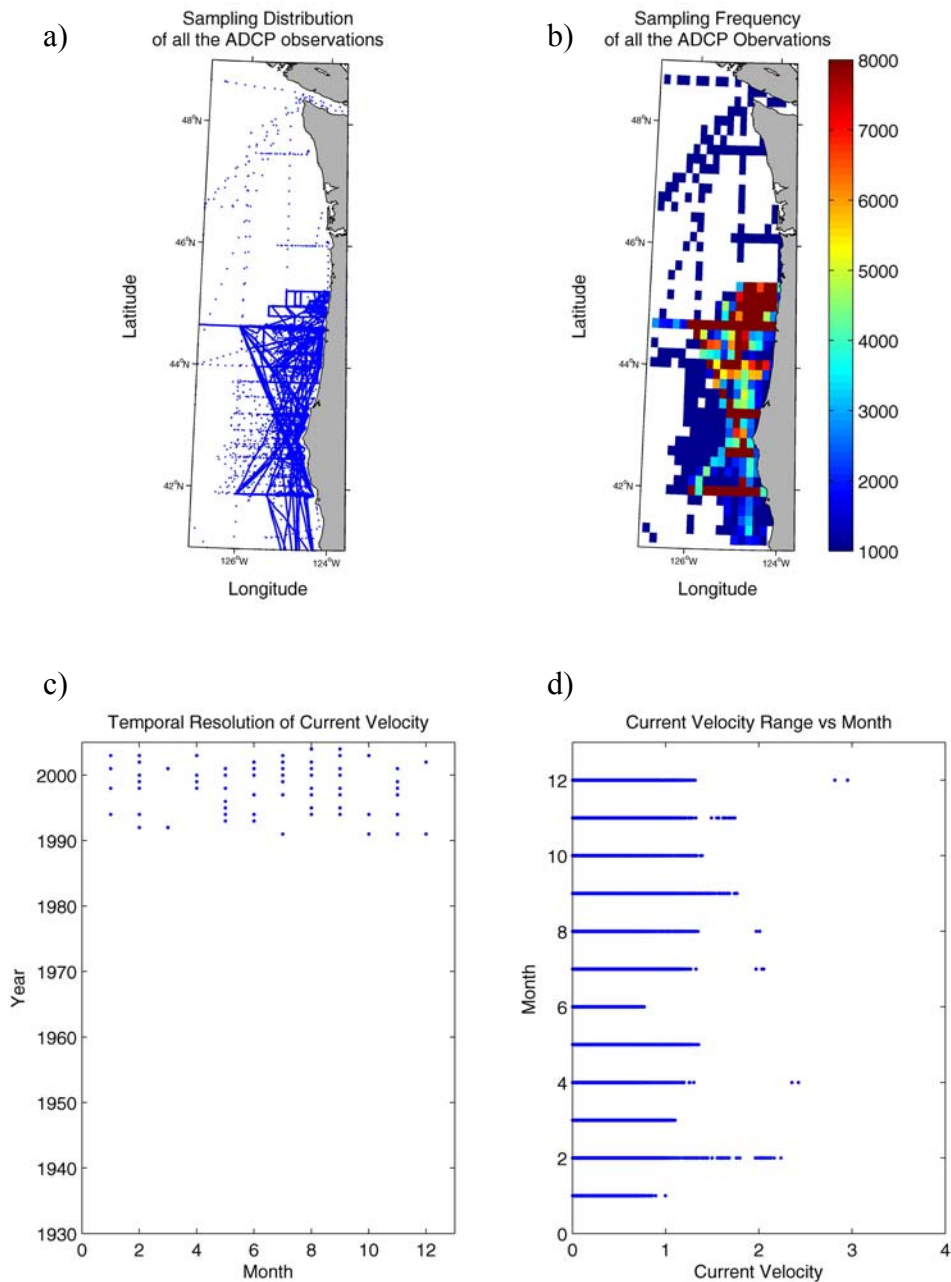 a)
Sampling Distribution
of all the ADCP observations
48°N
46°N
44°N
42°N
126°W
124°W
Latitude
Longitude
b)
Sampling Frequency
of all the ADCP Obervations
48°N
46°N
44°N
42°N
126°W
124°W
Latitude
Longitude
8000
7000
6000
5000
4000
3000
2000
1000
c)
Temporal Resolution of Current Velocity
2000
1990
1980
1970
1960
1950
1940
1930
Year
0 2 4 6 8 10 12
Month
d)
Current Velocity Range vs Month
12
10
8
6
4
2
0
Month
0 1 2 3 4
Current Velocity